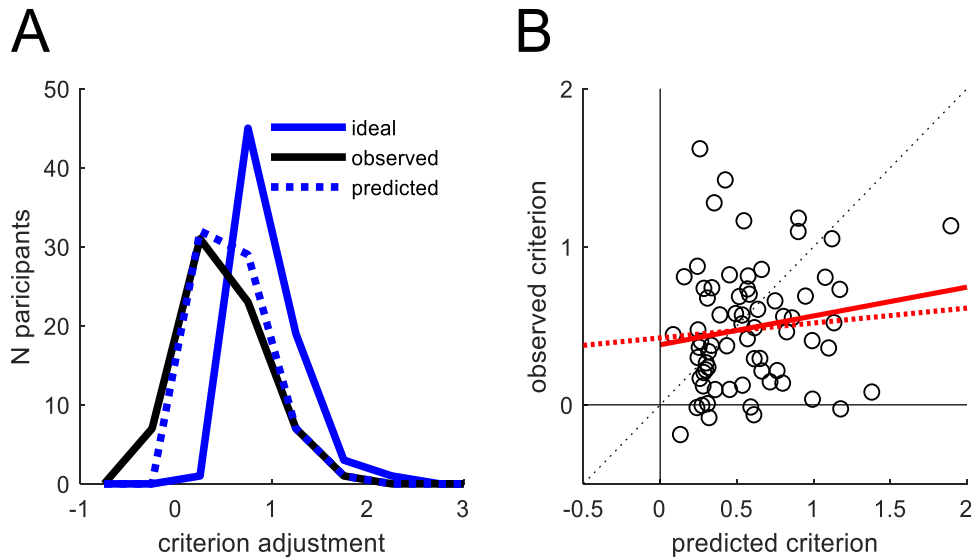 A
50
40
30
20
10
0
N paricipants
-1
0
1
2
3
criterion adjustment
ideal
observed
predicted
B
2
1
0
observed criterion
-0.5
0
0.5
1
1.5
2
predicted criterion